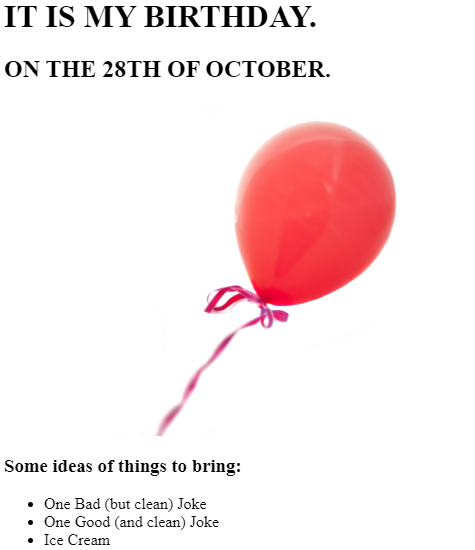 IT IS MY BIRTHDAY.
ON THE 28TH OF OCTOBER.
Some ideas of things to bring:
• One Bad (but clean) Joke
• One Good (and clean) Joke
• Ice Cream